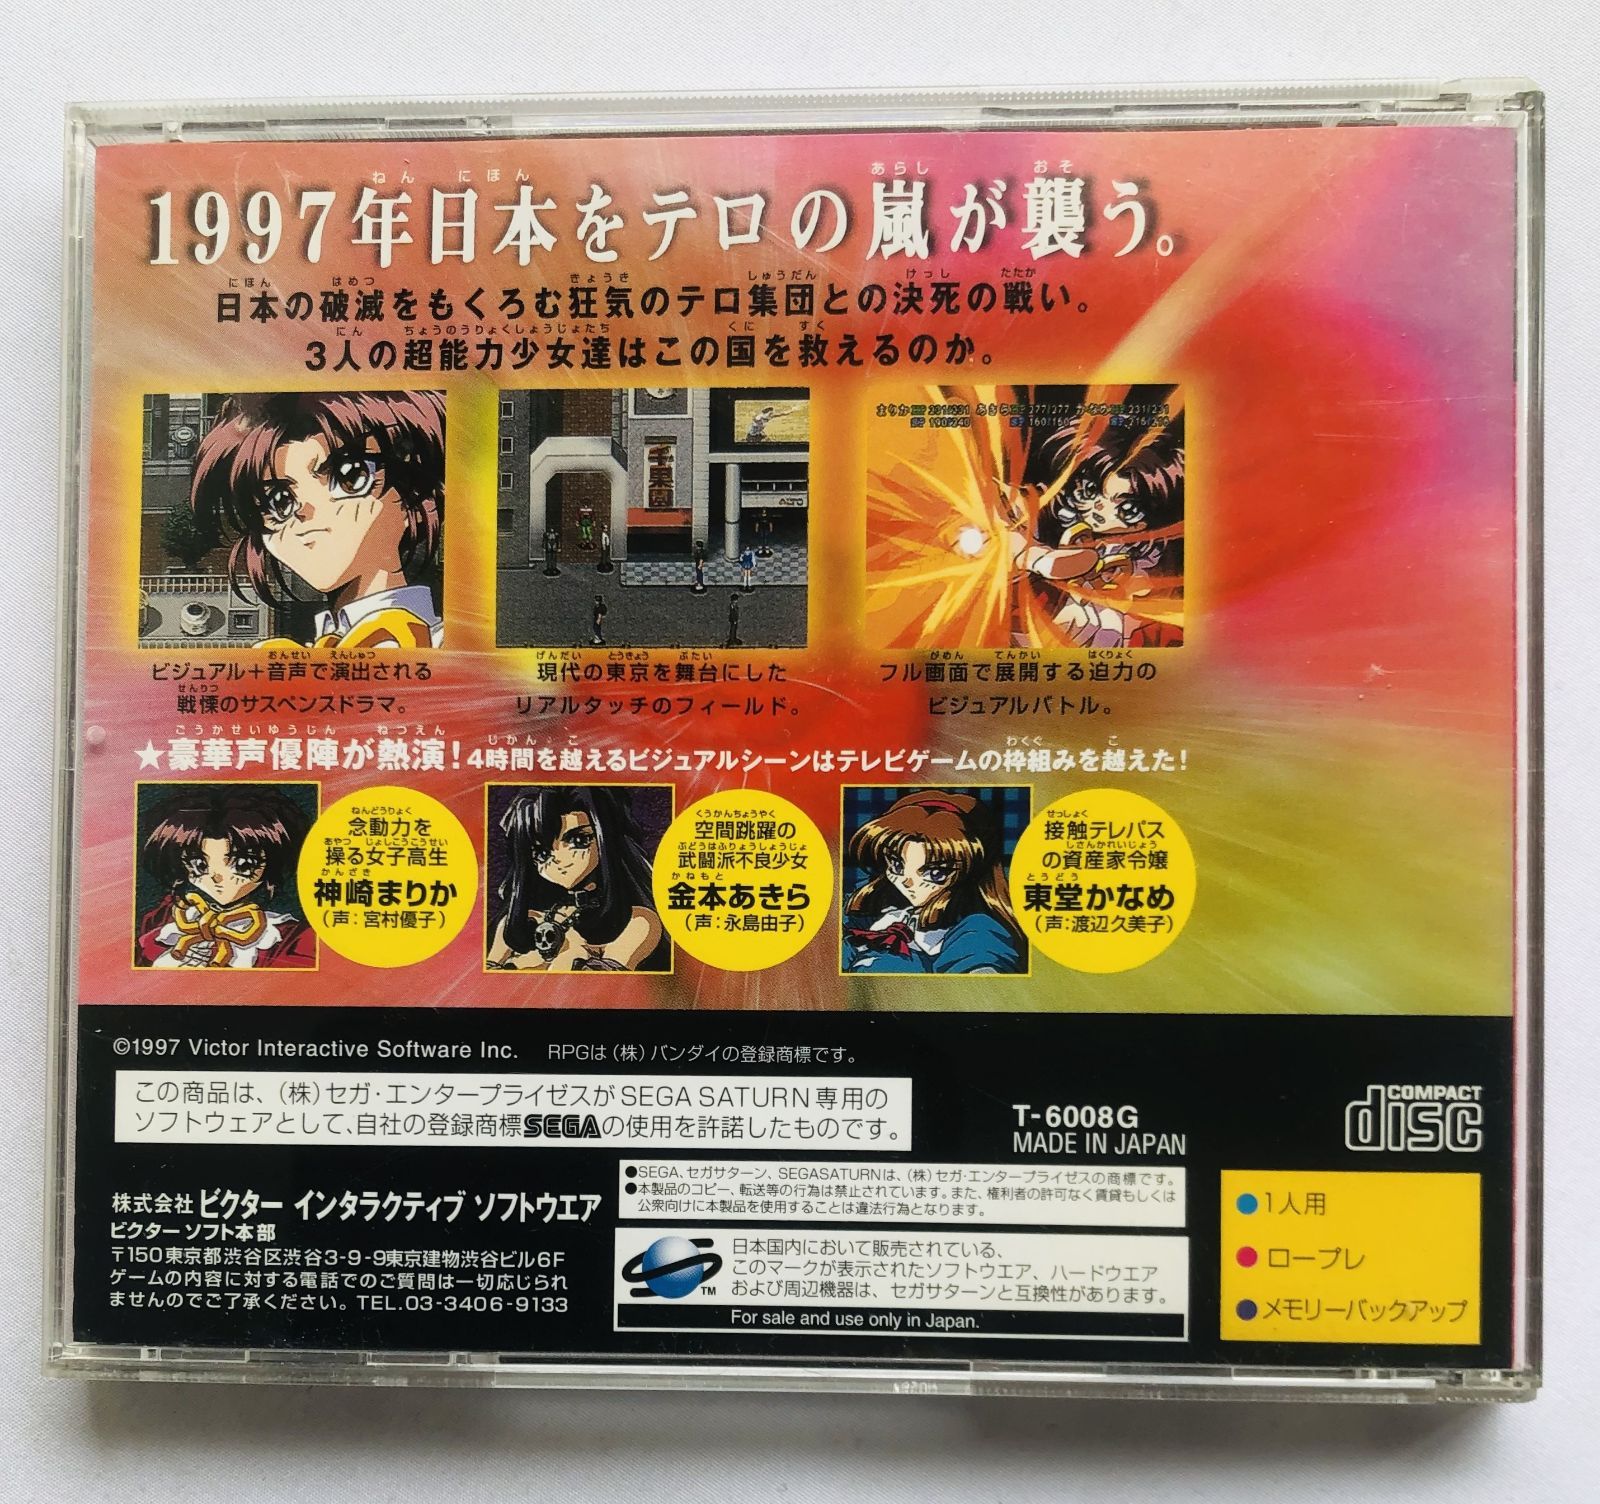 1997年日本をテロの嵐が襲う。
日本の破滅をもくろむ狂気のテロ集団との決死の戦い。
3人の超能力少女達はこの国を救えるのか。
まりか 231/231 あきら 277/277 かなめ 231/231
190/240 160/160 216/216
千果園
ビジュアル+音声で演出される
戦慄のサスペンスドラマ。
現代の東京を舞台にした
リアルタッチのフィールド。
フル画面で展開する迫力の
ビジュアルバトル。
★豪華声優陣が熱演!4時間を越えるビジュアルシーンはテレビゲームの枠組みを越えた!
念動力を
操る女子高生
神崎まりか
(声:宮村優子)
空間跳躍の
武闘派不良少女
金本あきら
(声:永島由子)
接触テレパス
の資産家令嬢
東堂かなめ
(声:渡辺久美子)
©1997 Victor Interactive Software Inc. RPGは(株)バンダイの登録商標です。
この商品は、(株)セガ・エンタープライゼスがSEGA SATURN専用の
ソフトウェアとして、自社の登録商標SEGAの使用を許諾したものです。
T-6008G
MADE IN JAPAN
COMPACT
disc
株式会社 ビクター インタラクティブ ソフトウエア
ビクターソフト本部
〒150東京都渋谷区渋谷3-9-9東京建物渋谷ビル6F
ゲームの内容に対する電話でのご質問は一切応じられ
ませんのでご了承ください。TEL.03-3406-9133
●SEGA、セガサターン、SEGASATURNは、(株)セガ・エンタープライゼスの商標です。
●本製品のコピー、転送等の行為は禁止されています。また、権利者の許可なく賃貸もしくは
公衆向けに本製品を使用することは違法行為となります。
日本国内において販売されている、
このマークが表示されたソフトウエア、ハードウエア
および周辺機器は、セガサターンと互換性があります。
TM
For sale and use only in Japan.
●1人用
●ロープレ
●メモリーバックアップ